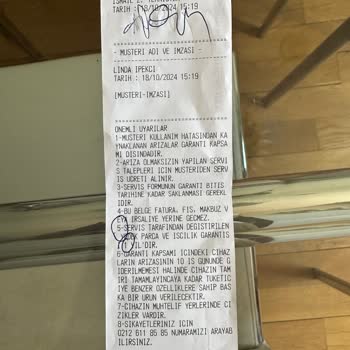 TARIH : 18/10/2024 15:19
- MUSTERI ADI VE IMZASI -
LINDA IPEKCI
TARIH : 18/10/2024 15:19
[MUSTERI-IMZASI]
ONEMLI UYARILAR
1-MUSTERI KULLANIM HATASINDAN KA
YNAKLANAN ARIZALAR GARANTI KAPSA
MI DISINDADIR.
2-ARIZA OLMAKSIZIN YAPILAN SERVI
S TALEPLERI ICIN MUSTERIDEN SERV
IS UCRETI ALINIR.
3-SERVIS FORMUNUN GARANTI BITIS
TARIHINE KADAR SAKLANMASI GEREKL
IDIR.
4-BU BELGE FATURA, FIS, MAKBUZ V
EYA IRSALIYE YERINE GECMEZ.
5-SERVIS TARAFINDAN DEGISTIRILEN
PARCA VE ISCILIK GARANTIS
YIL'DIR.
6-GARANTI KAPSAMI ICINDEKI CIHAZ
LARIN ARIZASININ 10 IS GUNUNDE G
IDERILMEMESI HALINDE CIHAZIN TAM
IRI TAMAMLAYINCAYA KADAR TUKETIC
IYE BENZER OZELLIKLERE SAHIP BAS
KA BIR URUN VERILECEKTIR.
7-CIHAZIN MUHTELIF YERLERINDE CI
ZIKLER VARDIR.
8-SIKAYETLERINIZ ICIN
0212 611 85 85 NUMARAMIZI ARAYAB
ILIRSINIZ.